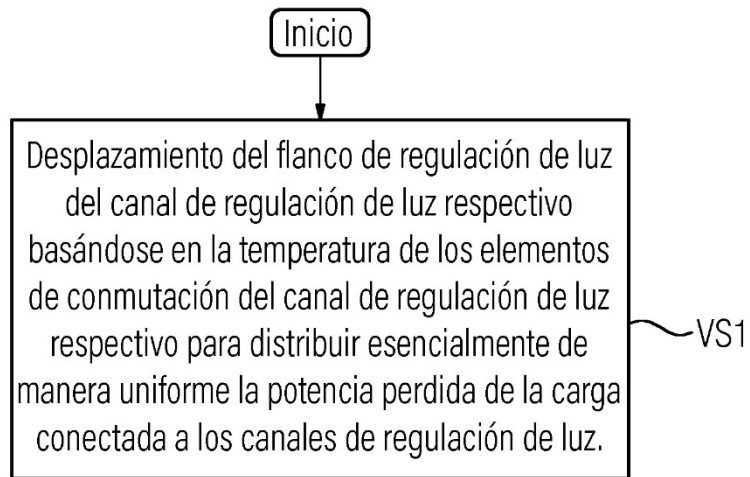 Inicio
Desplazamiento del flanco de regulación de luz
del canal de regulación de luz respectivo
basándose en la temperatura de los elementos
de conmutación del canal de regulación de luz
respectivo para distribuir esencialmente de
manera uniforme la potencia perdida de la carga
conectada a los canales de regulación de luz.
VS1